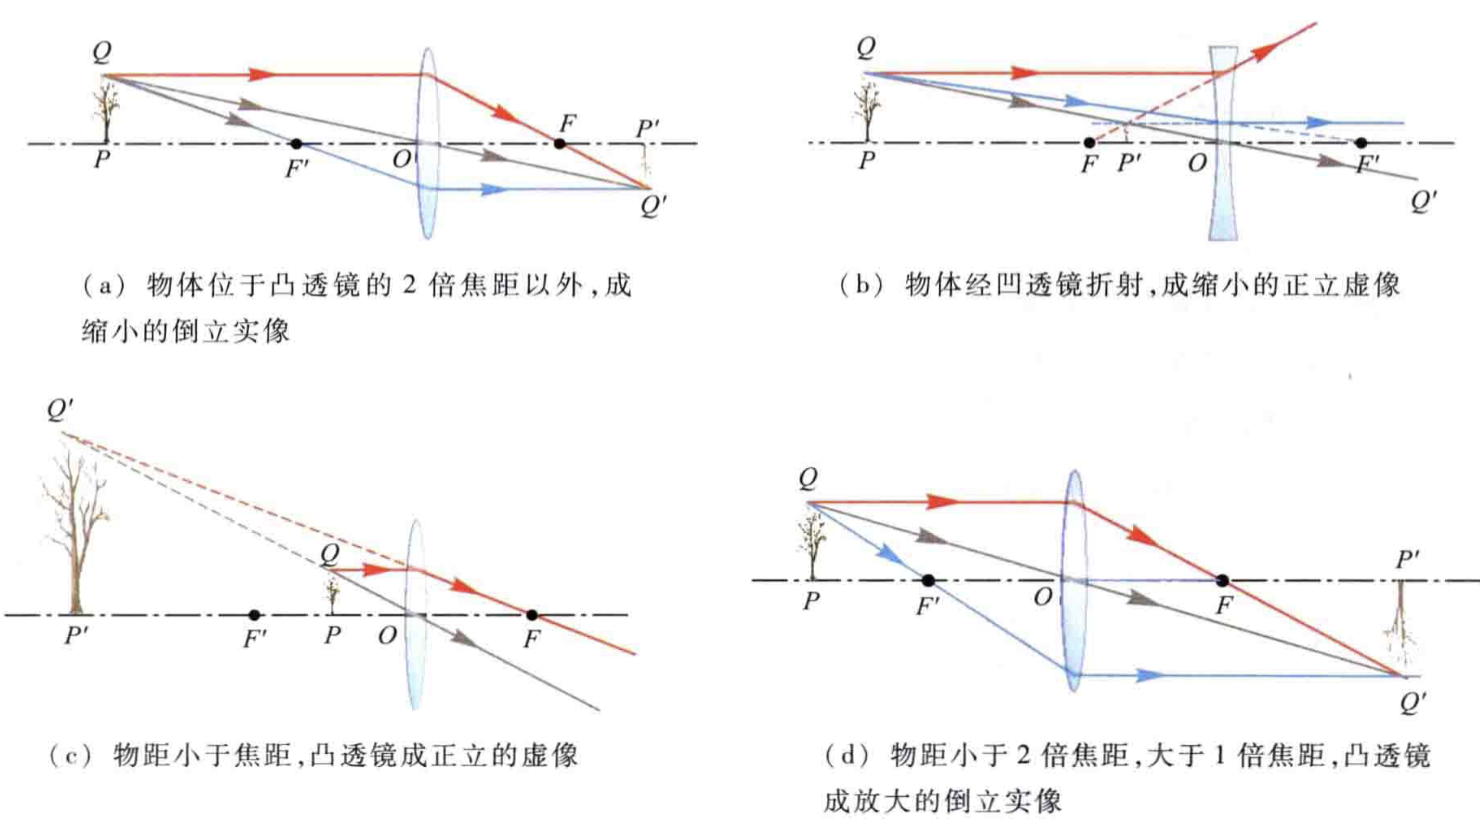 Q
P
F'
O
F
P'
Q'
(a) 物体位于凸透镜的 2 倍焦距以外,成
缩小的倒立实像
Q
P
F
P'
O
F'
Q'
(b) 物体经凹透镜折射,成缩小的正立虚像
Q'
P'
F'
Q
P
O
F
(c) 物距小于焦距,凸透镜成正立的虚像
Q
P
F'
O
F
P'
Q'
(d) 物距小于 2 倍焦距,大于 1 倍焦距,凸透镜
成放大的倒立实像